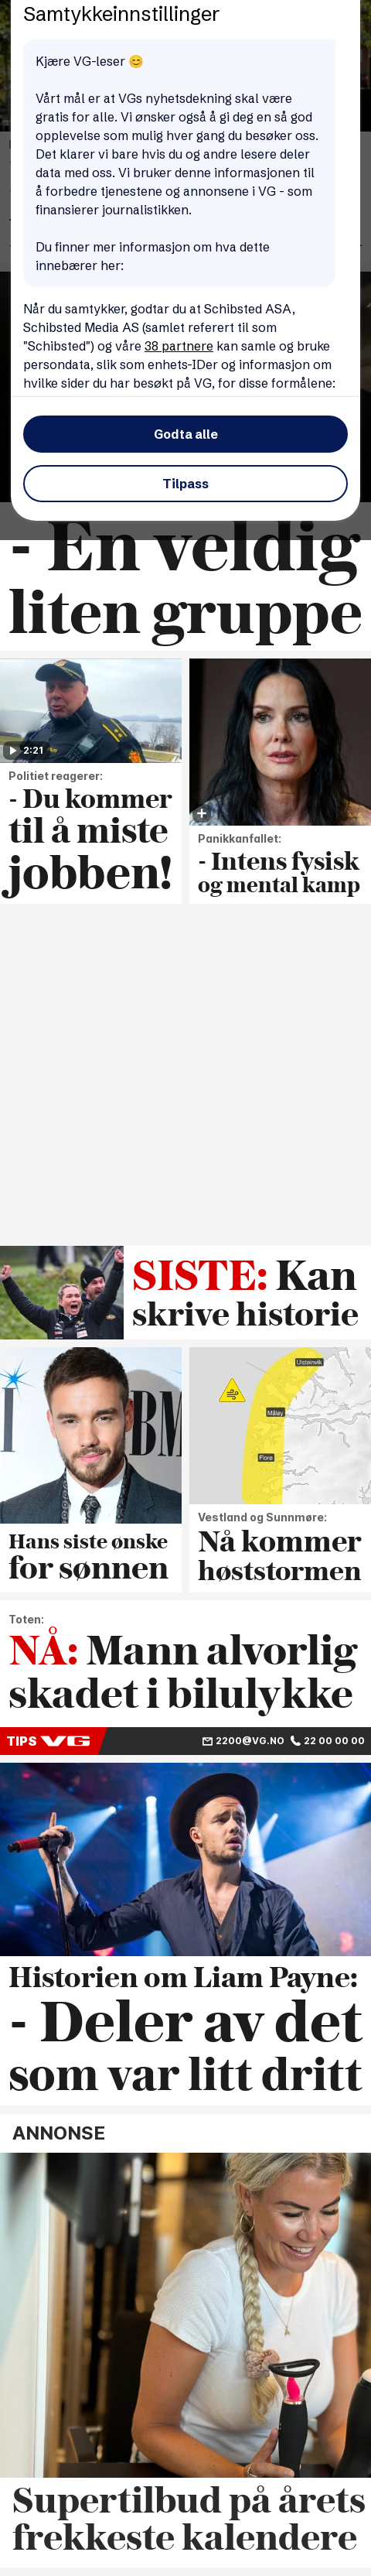 Samtykkeinnstillinger
Kjære VG-leser 😊
Vårt mål er at VGs nyhetsdekning skal være
gratis for alle. Vi ønsker også å gi deg en så god
opplevelse som mulig hver gang du besøker oss.
Det klarer vi bare hvis du og andre lesere deler
data med oss. Vi bruker denne informasjonen til
å forbedre tjenestene og annonsene i VG - som
finansierer journalistikken.
Du finner mer informasjon om hva dette
innebærer her:
Når du samtykker, godtar du at Schibsted ASA,
Schibsted Media AS (samlet referert til som
"Schibsted") og våre 38 partnere kan samle og bruke
persondata, slik som enhets-IDer og informasjon om
hvilke sider du har besøkt på VG, for disse formålene:
Godta alle
Tilpass
- En veldig
liten gruppe
2:21
Politiet reagerer:
- Du kommer
til å miste
jobben!
Panikkanfallet:
- Intens fysisk
og mental kamp
SISTE: Kan
skrive historie
I BM
Hans siste ønske
for sønnen
Ulsteinvik
Måløy
Florø
Vestland og Sunnmøre:
Nå kommer
høststormen
Toten:
NÅ: Mann alvorlig
skadet i bilulykke
TIPS VG 2200@VG.NO 22 00 00 00
Historien om Liam Payne:
- Deler av det
som var litt dritt
ANNONSE
Supertilbud på årets
frekkeste kalendere